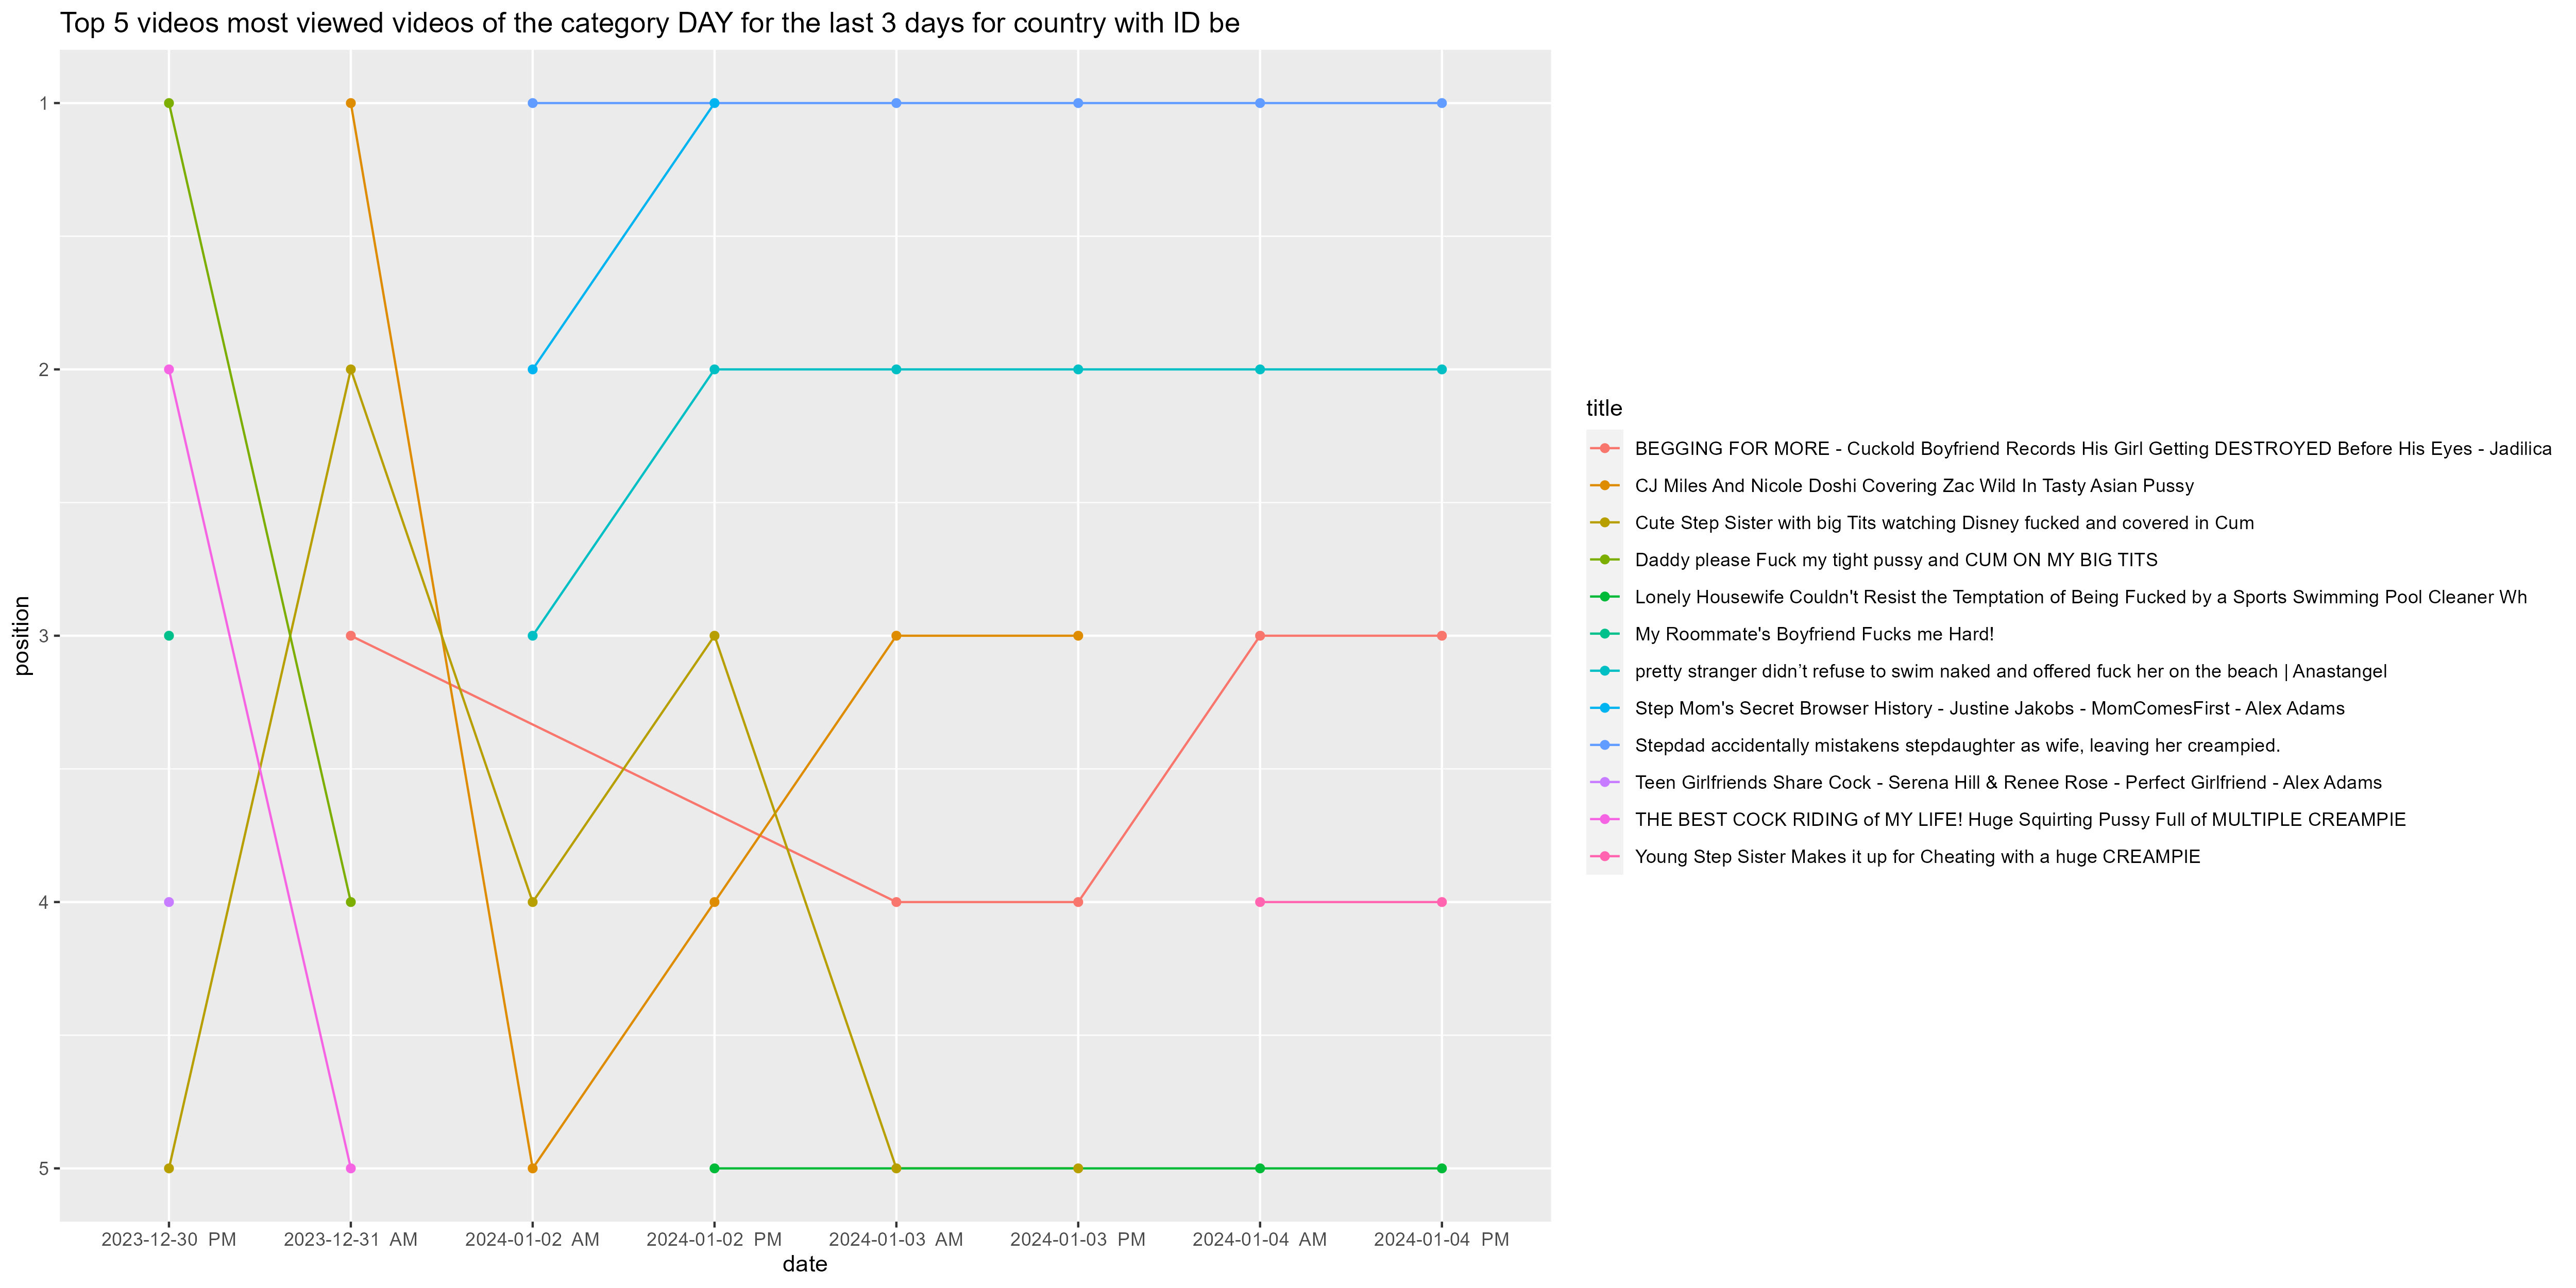 Top 5 videos most viewed videos of the category DAY for the last 3 days for country with ID be
position
1
2
3
4
5
2023-12-30 PM
2023-12-31 AM
2024-01-02 AM
2024-01-02 PM
2024-01-03 AM
2024-01-03 PM
2024-01-04 AM
2024-01-04 PM
date
title
BEGGING FOR MORE - Cuckold Boyfriend Records His Girl Getting DESTROYED Before His Eyes - Jadilica
CJ Miles And Nicole Doshi Covering Zac Wild In Tasty Asian Pussy
Cute Step Sister with big Tits watching Disney fucked and covered in Cum
Daddy please Fuck my tight pussy and CUM ON MY BIG TITS
Lonely Housewife Couldn't Resist the Temptation of Being Fucked by a Sports Swimming Pool Cleaner Wh
My Roommate's Boyfriend Fucks me Hard!
pretty stranger didn’t refuse to swim naked and offered fuck her on the beach | Anastangel
Step Mom's Secret Browser History - Justine Jakobs - MomComesFirst - Alex Adams
Stepdad accidentally mistakens stepdaughter as wife, leaving her creampied.
Teen Girlfriends Share Cock - Serena Hill & Renee Rose - Perfect Girlfriend - Alex Adams
THE BEST COCK RIDING of MY LIFE! Huge Squirting Pussy Full of MULTIPLE CREAMPIE
Young Step Sister Makes it up for Cheating with a huge CREAMPIE